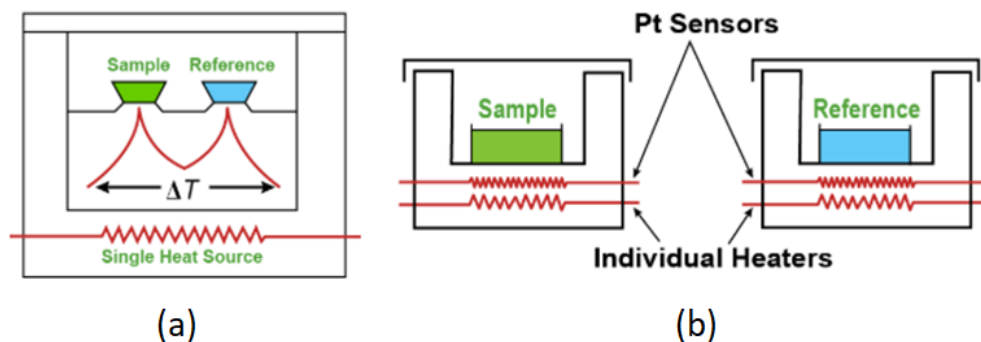 Sample Reference
ΔT
Single Heat Source
(a)
Pt Sensors
Sample
Reference
Individual Heaters
(b)